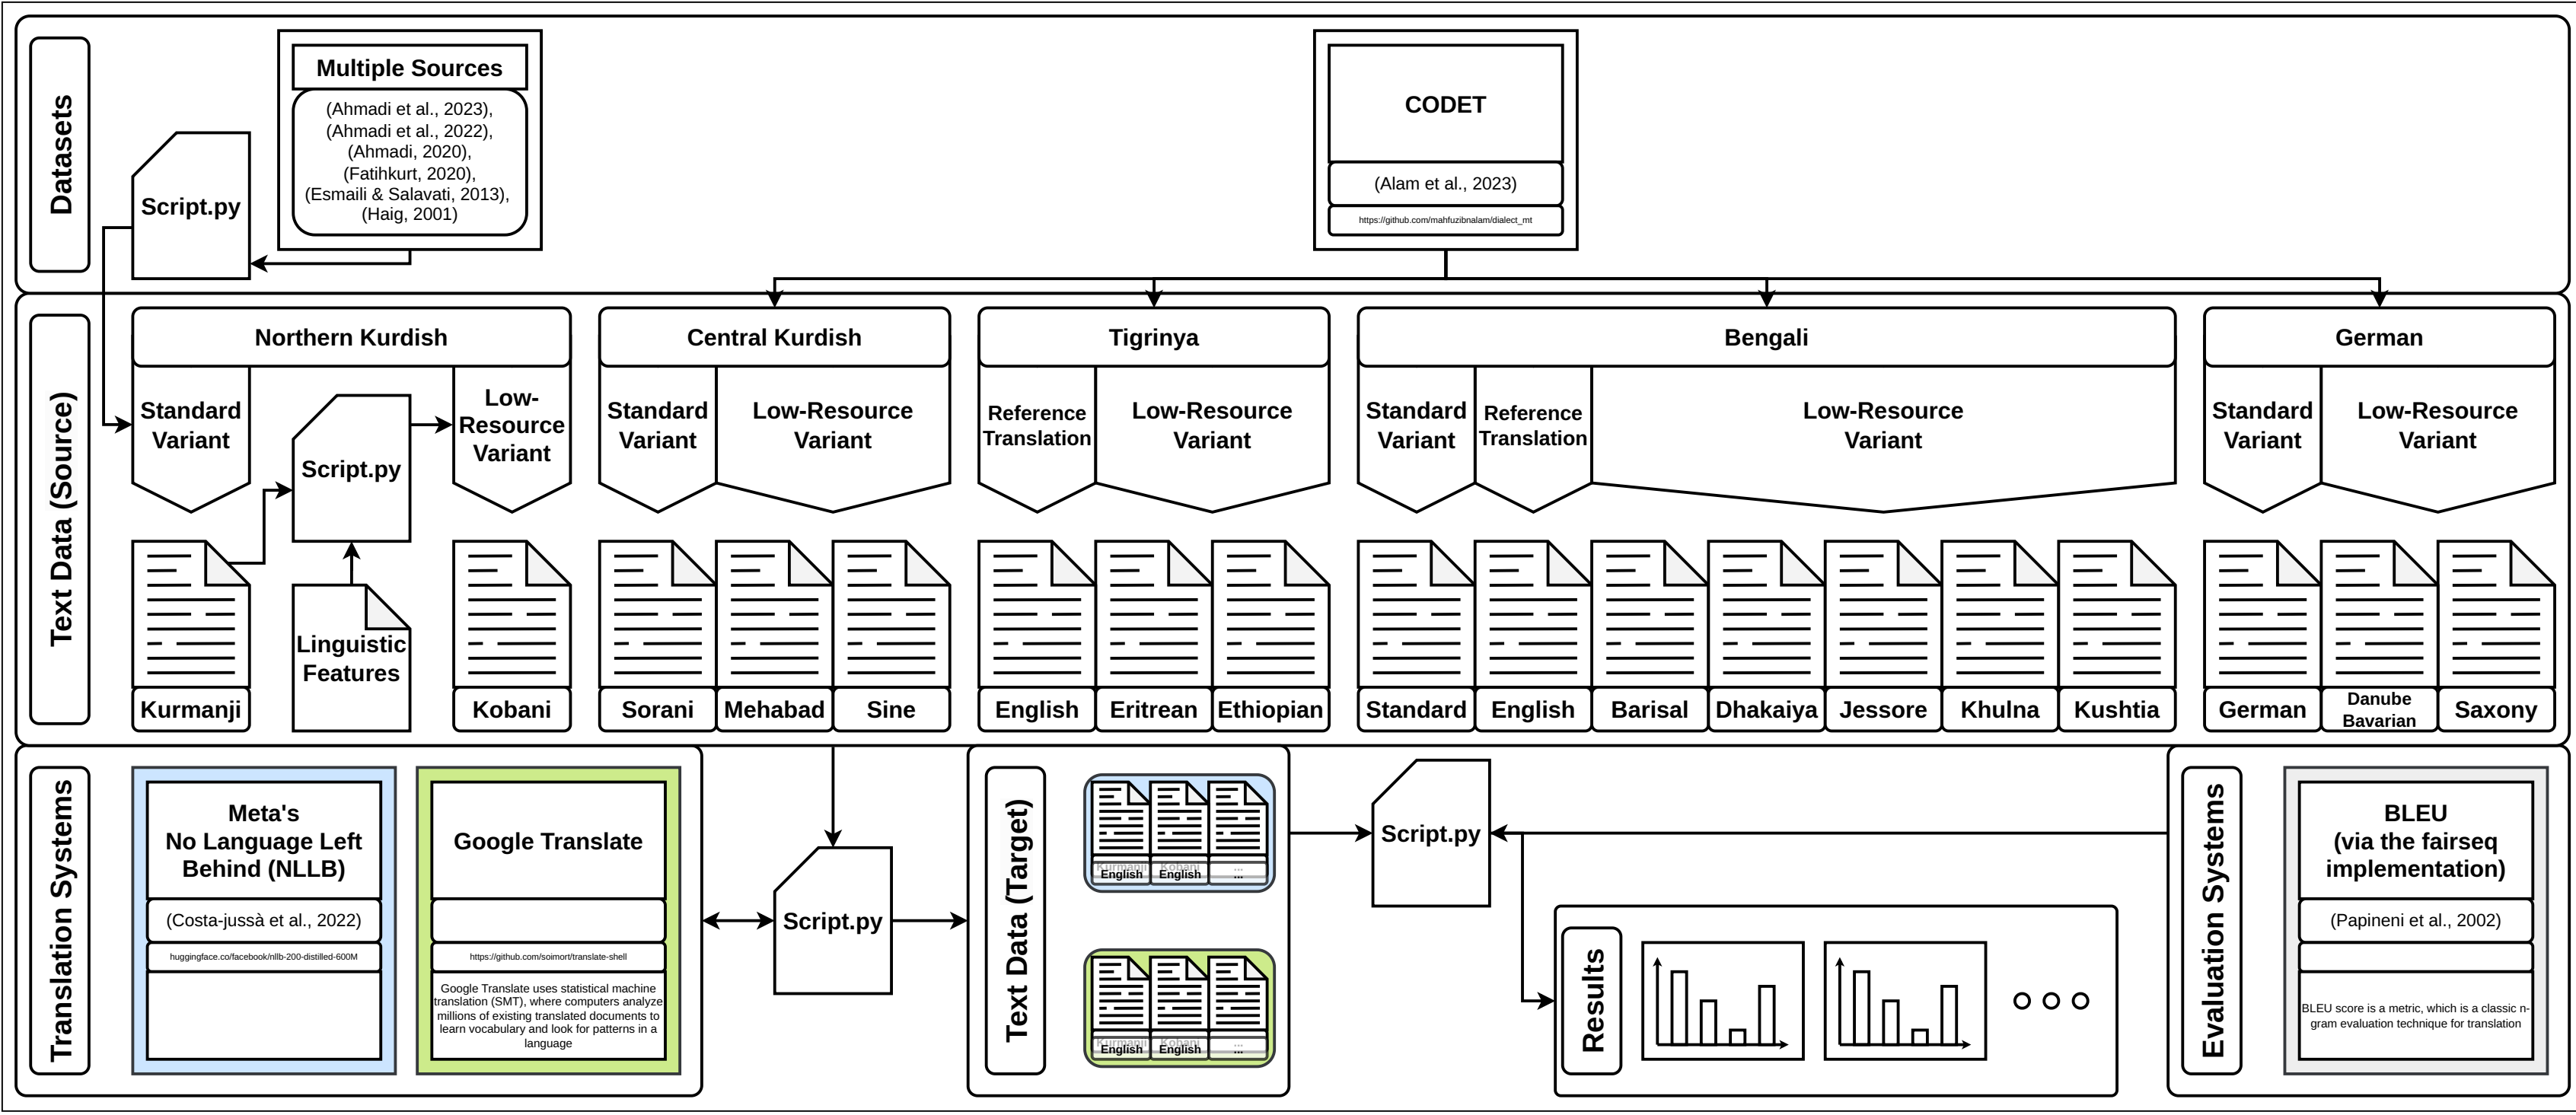 Datasets
Multiple Sources
(Ahmadi et al., 2023),
(Ahmadi et al., 2022),
(Ahmadi, 2020),
(Fatihkurt, 2020),
(Esmaili & Salavati, 2013),
(Haig, 2001)
Script.py
CODET
(Alam et al., 2023)
https://github.com/mahfuzibnalam/dialect_mt
Text Data (Source)
Northern Kurdish
Standard
Variant
Script.py
Low-
Resource
Variant
Kurmanji
Linguistic
Features
Kobani
Central Kurdish
Standard
Variant
Low-Resource
Variant
Sorani
Mehabad
Sine
Tigrinya
Reference
Translation
Low-Resource
Variant
English
Eritrean
Ethiopian
Bengali
Standard
Variant
Reference
Translation
Low-Resource
Variant
Standard
English
Barisal
Dhakaiya
Jessore
Khulna
Kushtia
German
Standard
Variant
Low-Resource
Variant
German
Danube
Bavarian
Saxony
Translation Systems
Meta's
No Language Left
Behind (NLLB)
(Costa-jussà et al., 2022)
huggingface.co/facebook/nllb-200-distilled-600M
Google Translate
https://github.com/soimort/translate-shell
Google Translate uses statistical machine
translation (SMT), where computers analyze
millions of existing translated documents to
learn vocabulary and look for patterns in a
language
Script.py
Text Data (Target)
Kurmanji
Kobani
...
English
English
...
Kurmanji
Kobani
...
English
English
...
Script.py
Results
Evaluation Systems
BLEU
(via the fairseq
implementation)
(Papineni et al., 2002)
BLEU score is a metric, which is a classic n-
gram evaluation technique for translation